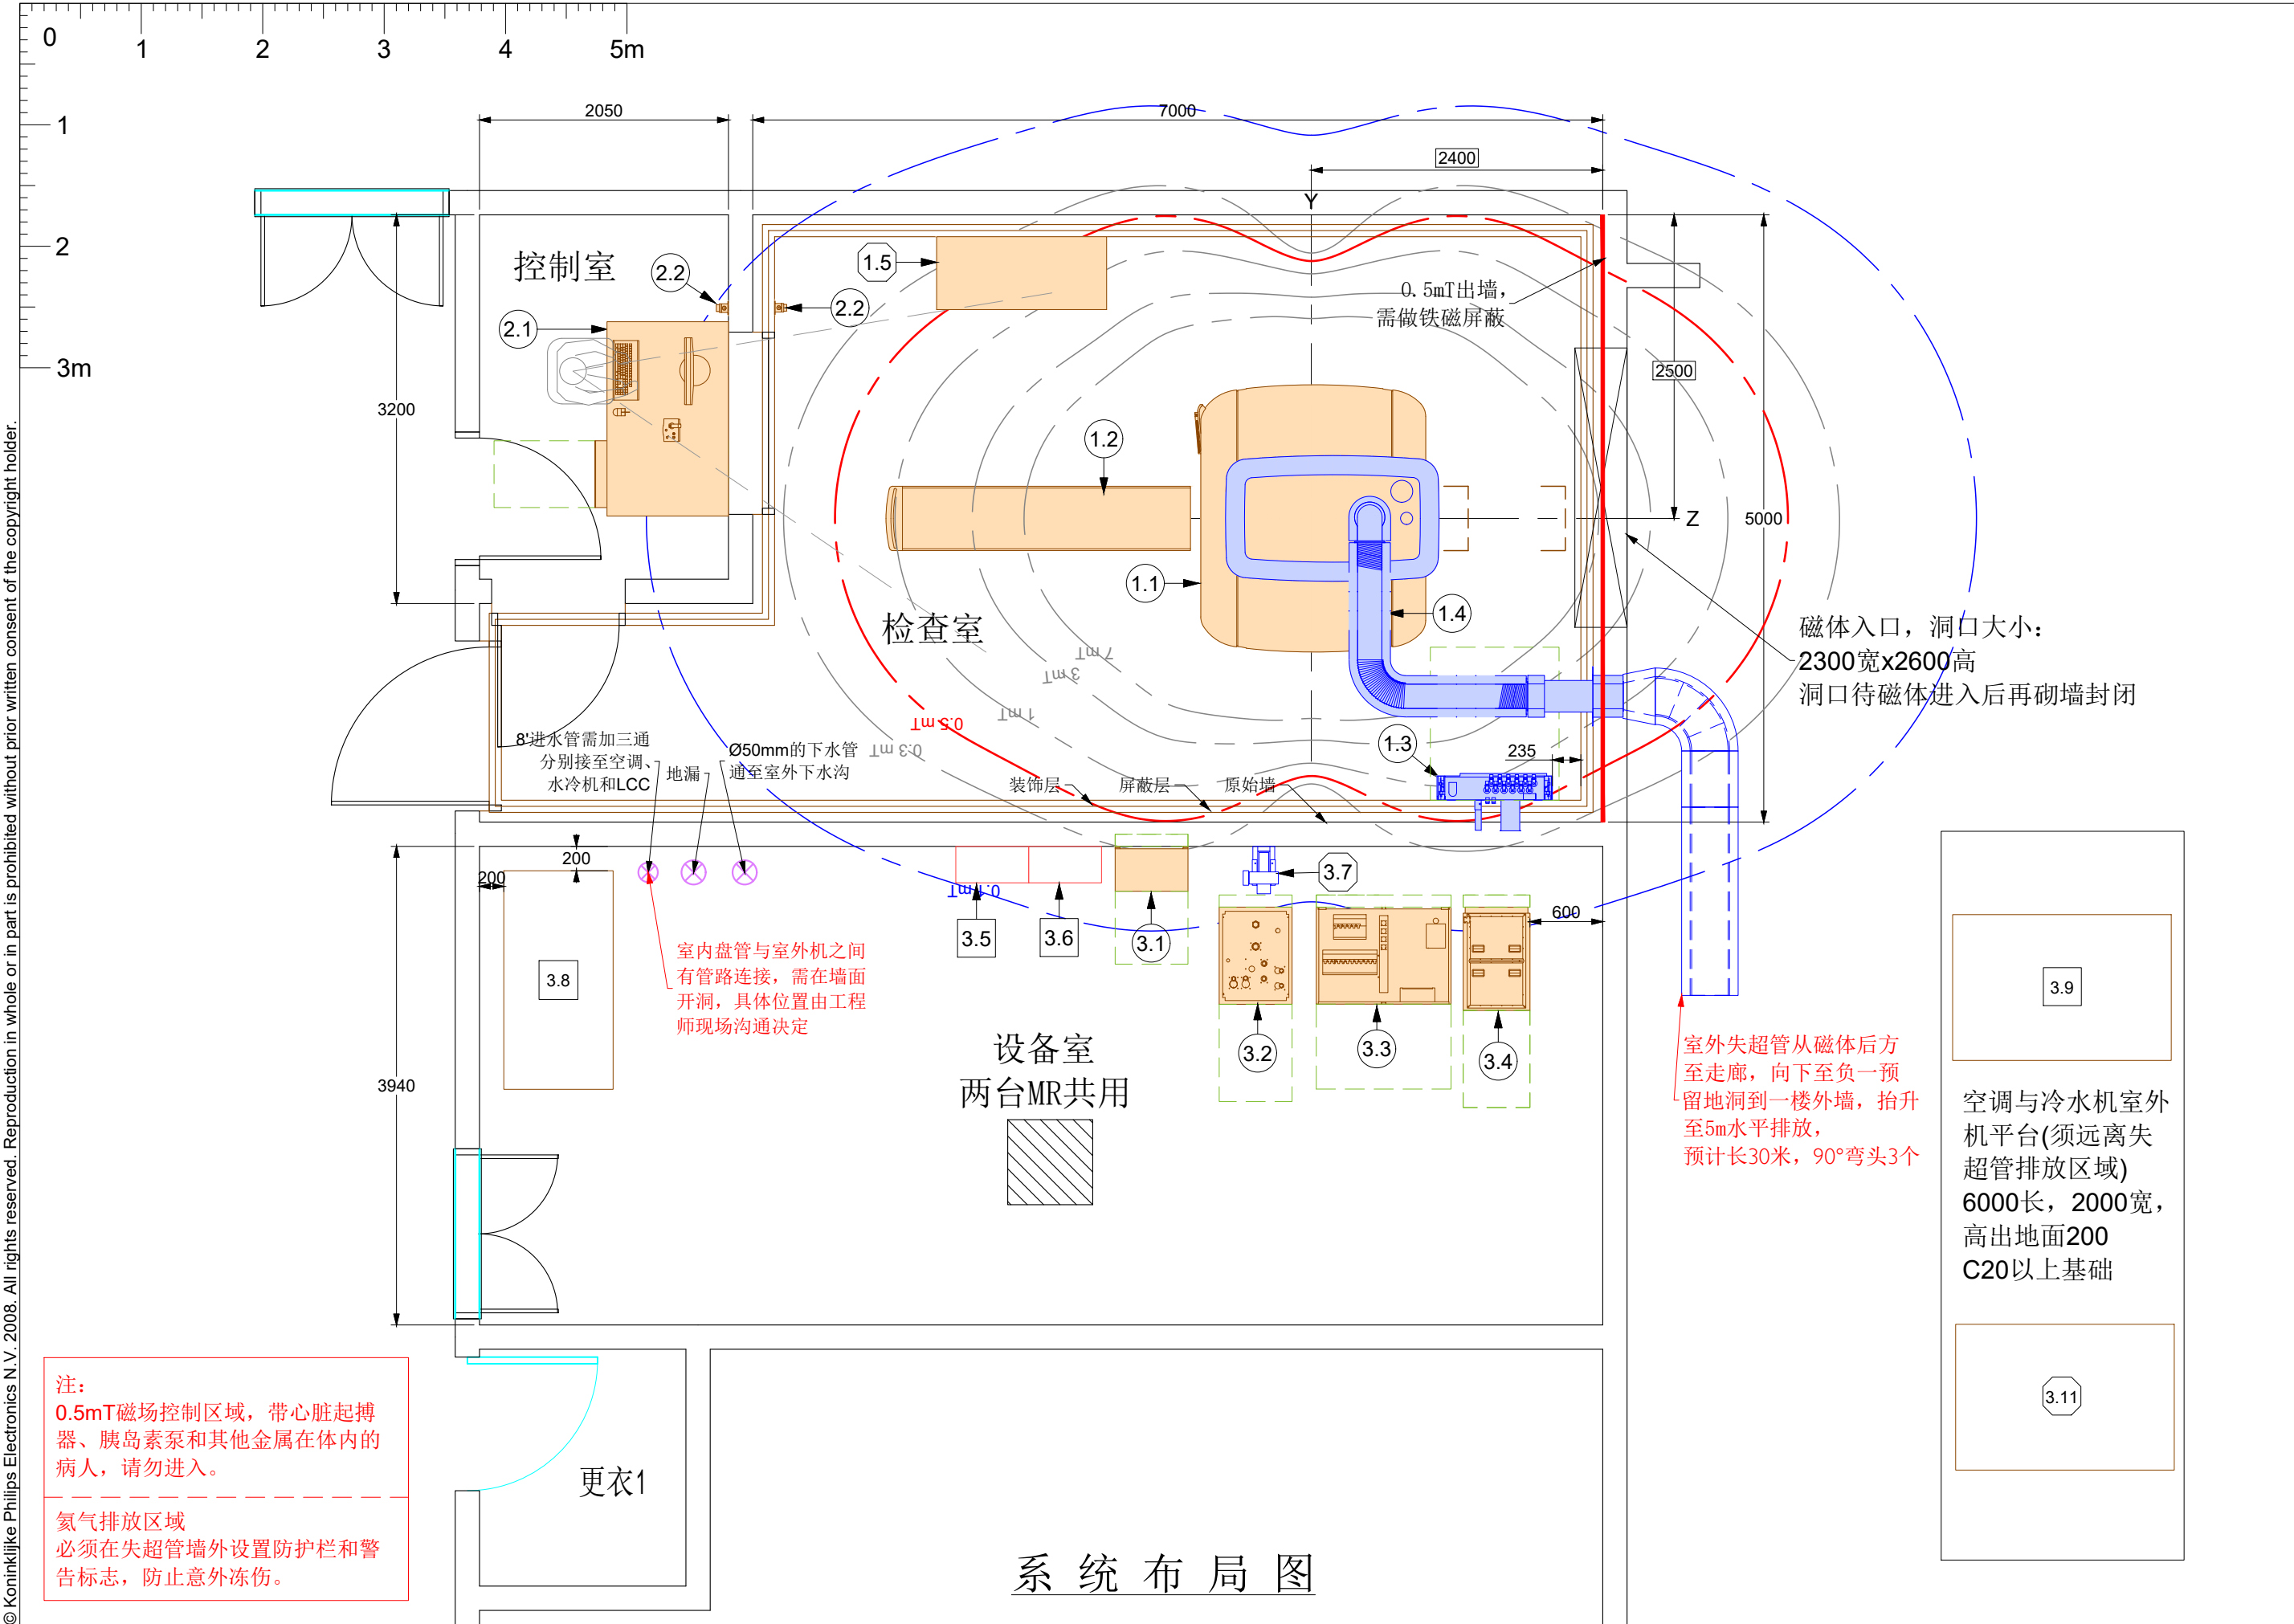 0
1
2
3
4
5m
1
2
3m
2050
7000
2400
Y
控制室
2.2
1.5
2.2
2.1
0.5mT出墙，
需做铁磁屏蔽
2500
3200
1.2
Z
5000
1.1
1.4
检查室
磁体入口，洞口大小：
2300宽x2600高
洞口待磁体进入后再砌墙封闭
7 mT
3 mT
1 mT
0.5 mT
0.3 mT
0.1 mT
8'进水管需加三通
分别接至空调、
水冷机和LCC
地漏
Ø50mm的下水管
通至室外下水沟
1.3
235
装饰层
屏蔽层
原始墙
200
200
3.7
600
3.5
3.6
3.1
3.8
室内盘管与室外机之间
有管路连接，需在墙面
开洞，具体位置由工程
师现场沟通决定
3.2
3.3
3.4
设备室
两台MR共用
3940
室外失超管从磁体后方
至走廊，向下至负一预
留地洞到一楼外墙，抬升
至5m水平排放，
预计长30米，90°弯头3个
3.9
空调与冷水机室外
机平台(须远离失
超管排放区域)
6000长，2000宽，
高出地面200
C20以上基础
3.11
注：
0.5mT磁场控制区域，带心脏起搏
器、胰岛素泵和其他金属在体内的
病人，请勿进入。
氦气排放区域
必须在失超管墙外设置防护栏和警
告标志，防止意外冻伤。
更衣1
系统布局图
© Koninklijke Philips Electronics N.V. 2008. All rights reserved. Reproduction in whole or in part is prohibited without prior written consent of the copyright holder.